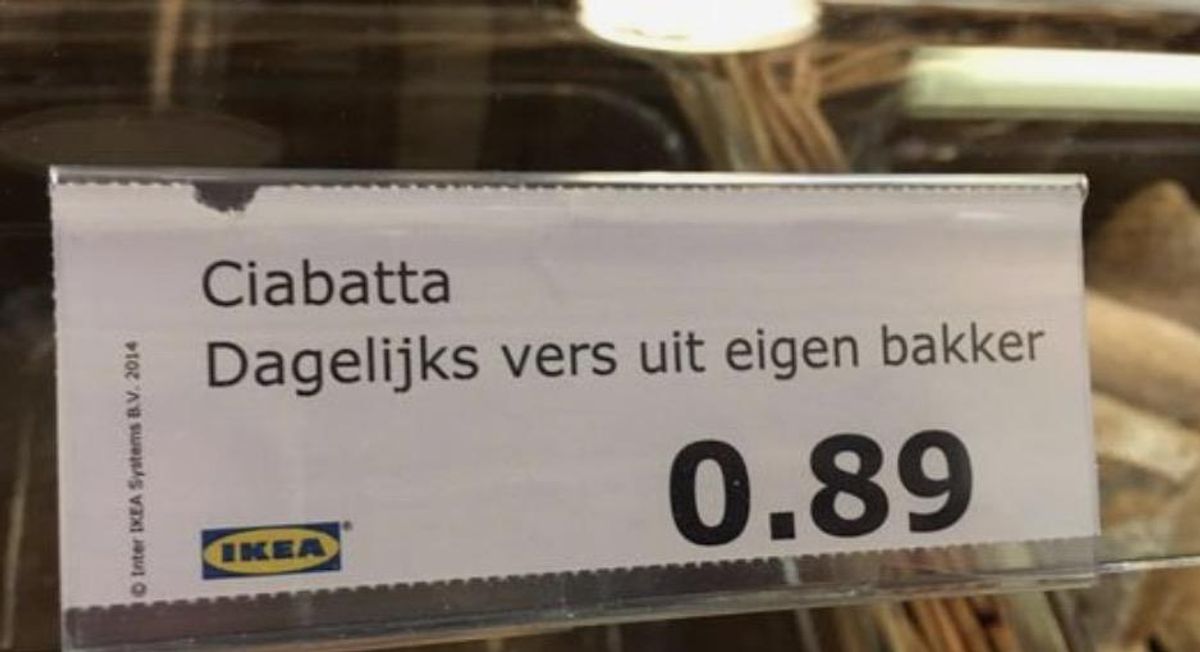 Ciabatta
Dagelijks vers uit eigen bakker
0.89
IKEA®
© Inter IKEA Systems B.V. 2014